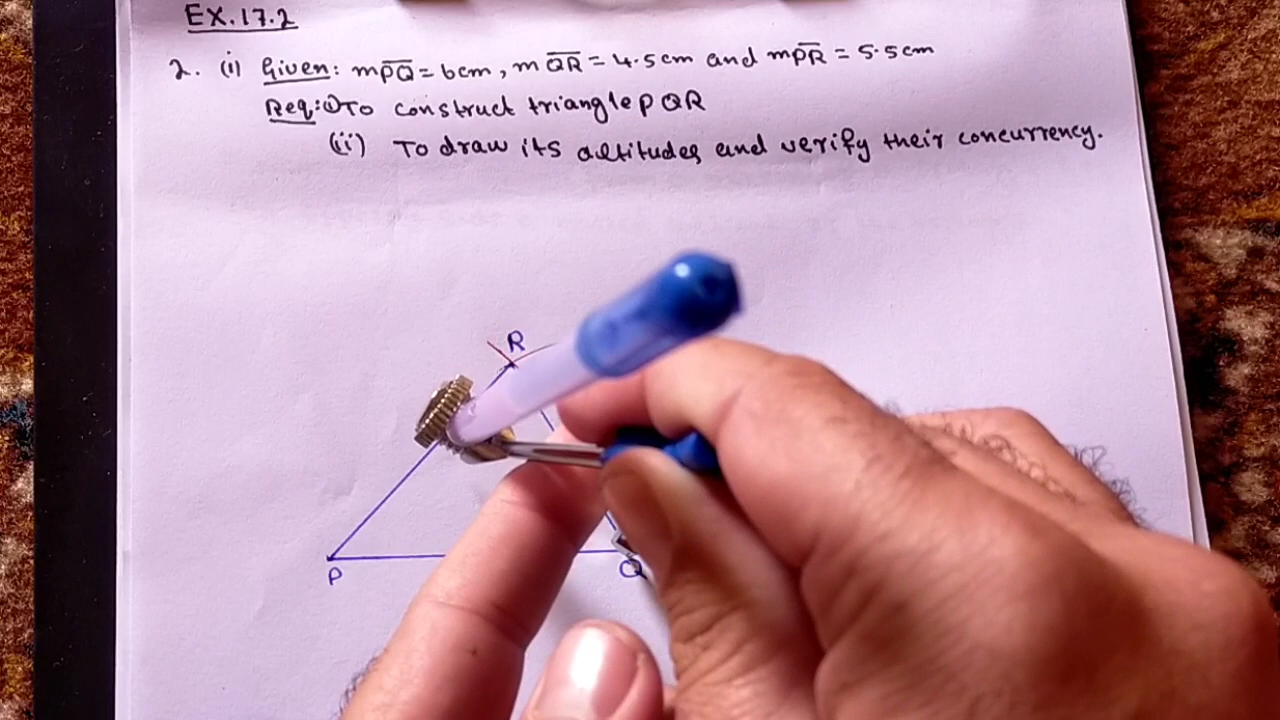 EX.17.2
2. (i) Given: mPQ = 6cm, mQR = 4.5cm and mPR = 5.5cm
Req:(i) To construct triangle PQR
(ii) To draw its altitudes and verify their concurrency.
R
P
Q